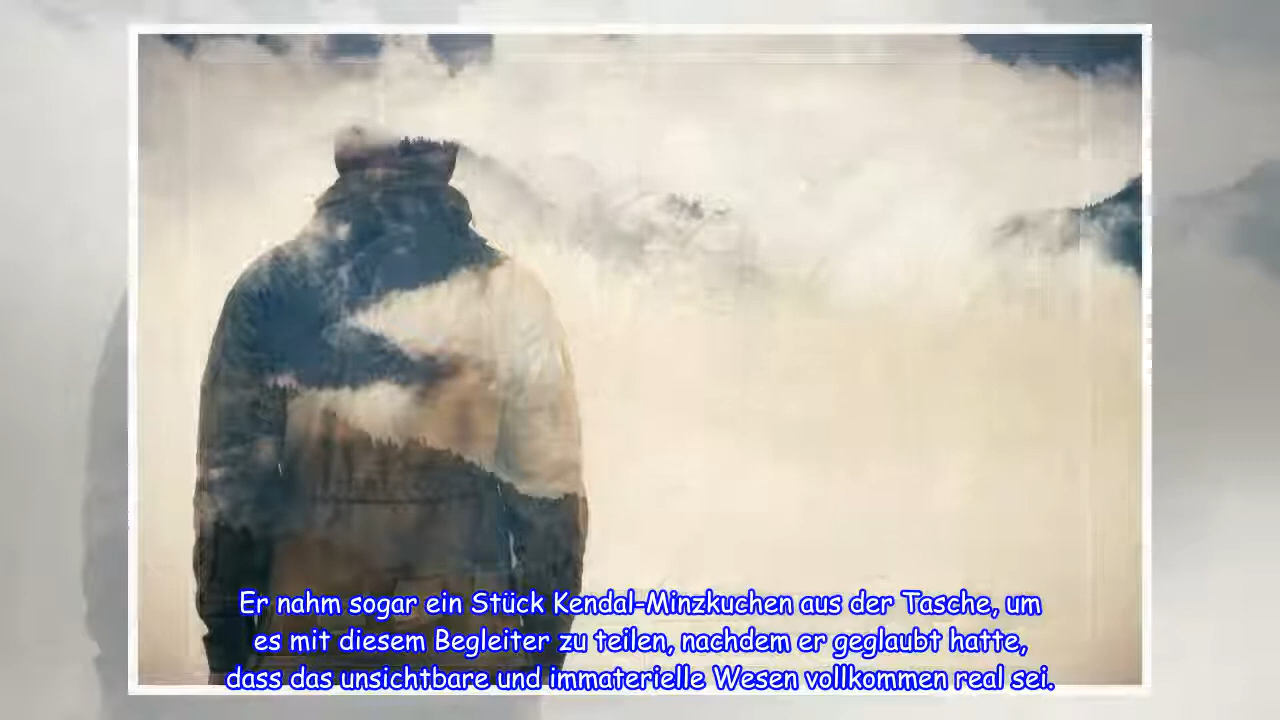 Er nahm sogar ein Stück Kendal-Minzkuchen aus der Tasche, um
es mit diesem Begleiter zu teilen, nachdem er geglaubt hatte,
dass das unsichtbare und immaterielle Wesen vollkommen real sei.